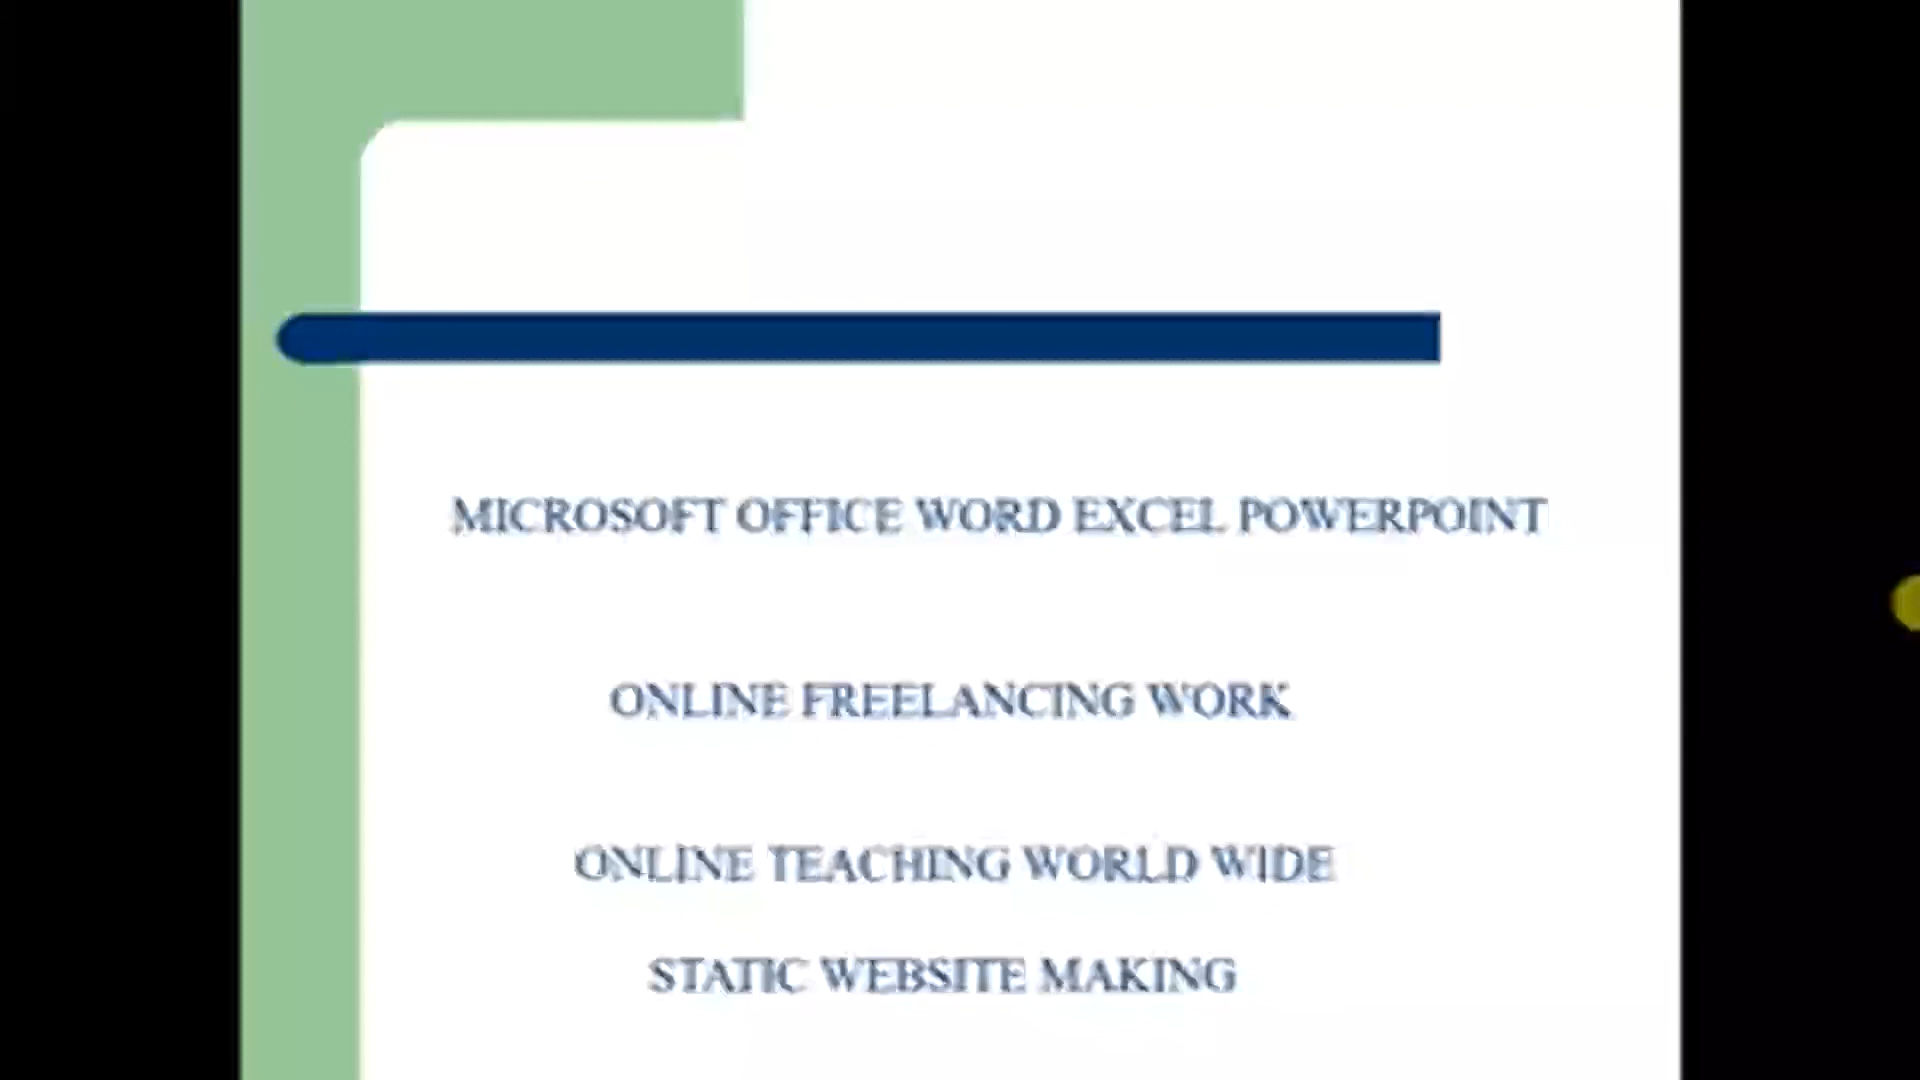 MICROSOFT OFFICE WORD EXCEL POWERPOINT
ONLINE FREELANCING WORK
ONLINE TEACHING WORLD WIDE
STATIC WEBSITE MAKING